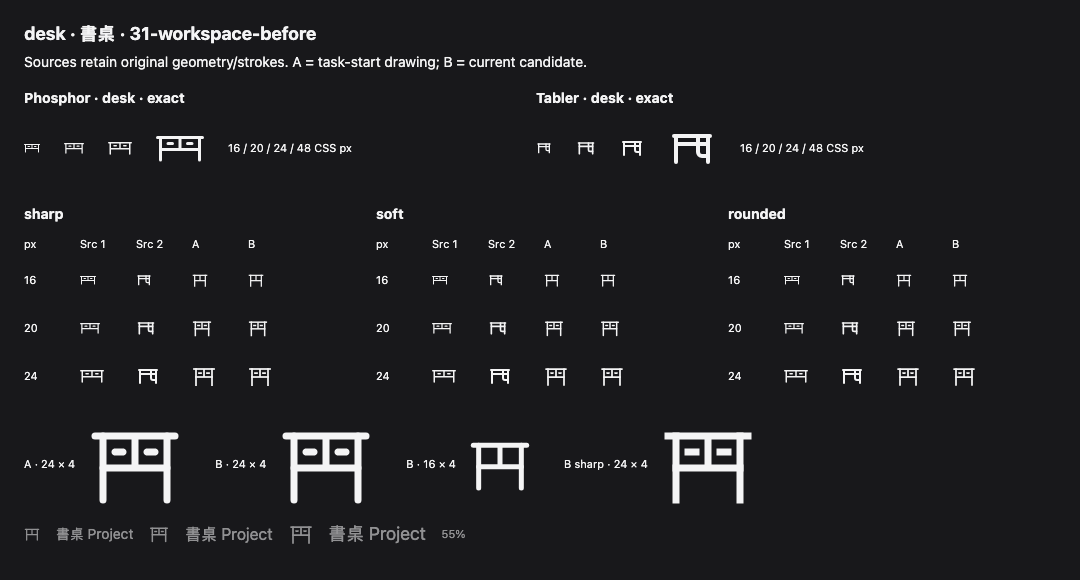 desk · 書桌 · 31-workspace-before
Sources retain original geometry/strokes. A = task-start drawing; B = current candidate.
Phosphor · desk · exact
Tabler · desk · exact
16 / 20 / 24 / 48 CSS px
16 / 20 / 24 / 48 CSS px
sharp
soft
rounded
px Src 1 Src 2 A B
px Src 1 Src 2 A B
px Src 1 Src 2 A B
16
16
16
20
20
20
24
24
24
A · 24 × 4
B · 24 × 4
B · 16 × 4
B sharp · 24 × 4
書桌 Project
書桌 Project
書桌 Project
55%